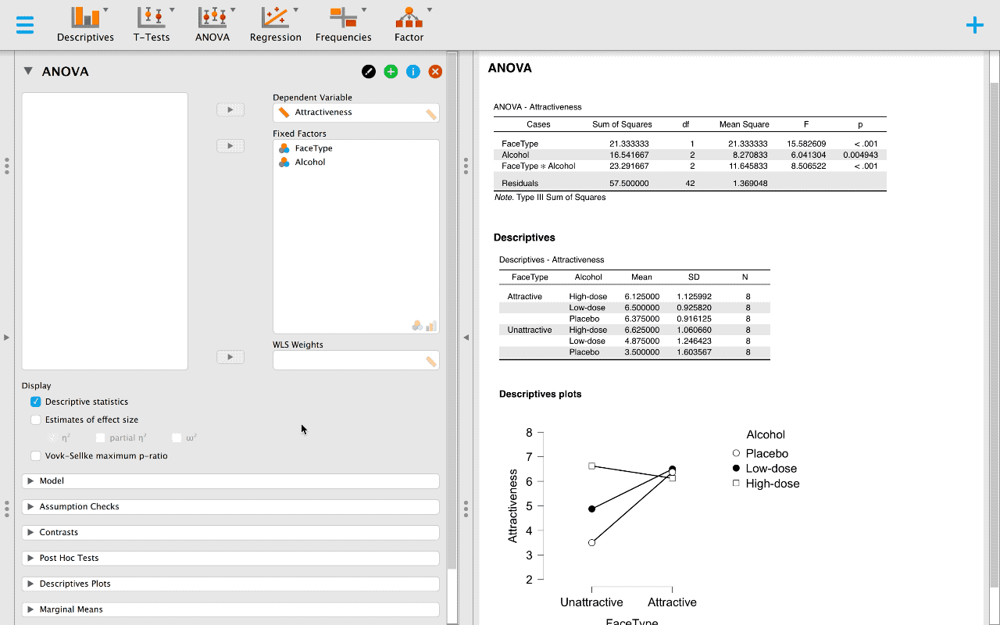 Descriptives T-Tests ANOVA Regression Frequencies Factor
ANOVA
Dependent Variable
Attractiveness
Fixed Factors
FaceType
Alcohol
WLS Weights
Display
Descriptive statistics
Estimates of effect size
η² partial η² ω²
Vovk-Sellke maximum p-ratio
Model
Assumption Checks
Contrasts
Post Hoc Tests
Descriptives Plots
Marginal Means
ANOVA
ANOVA - Attractiveness
Cases Sum of Squares df Mean Square F p
FaceType 21.333333 1 21.333333 15.582609 < .001
Alcohol 16.541667 2 8.270833 6.041304 0.004943
FaceType ∗ Alcohol 23.291667 2 11.645833 8.506522 < .001
Residuals 57.500000 42 1.369048
Note. Type III Sum of Squares
Descriptives
Descriptives - Attractiveness
FaceType Alcohol Mean SD N
Attractive High-dose 6.125000 1.125992 8
Low-dose 6.500000 0.925820 8
Placebo 6.375000 0.916125 8
Unattractive High-dose 6.625000 1.060660 8
Low-dose 4.875000 1.246423 8
Placebo 3.500000 1.603567 8
Descriptives plots
8
7
6
5
4
3
2
Attractiveness
Alcohol
Placebo
Low-dose
High-dose
Unattractive Attractive
FaceType